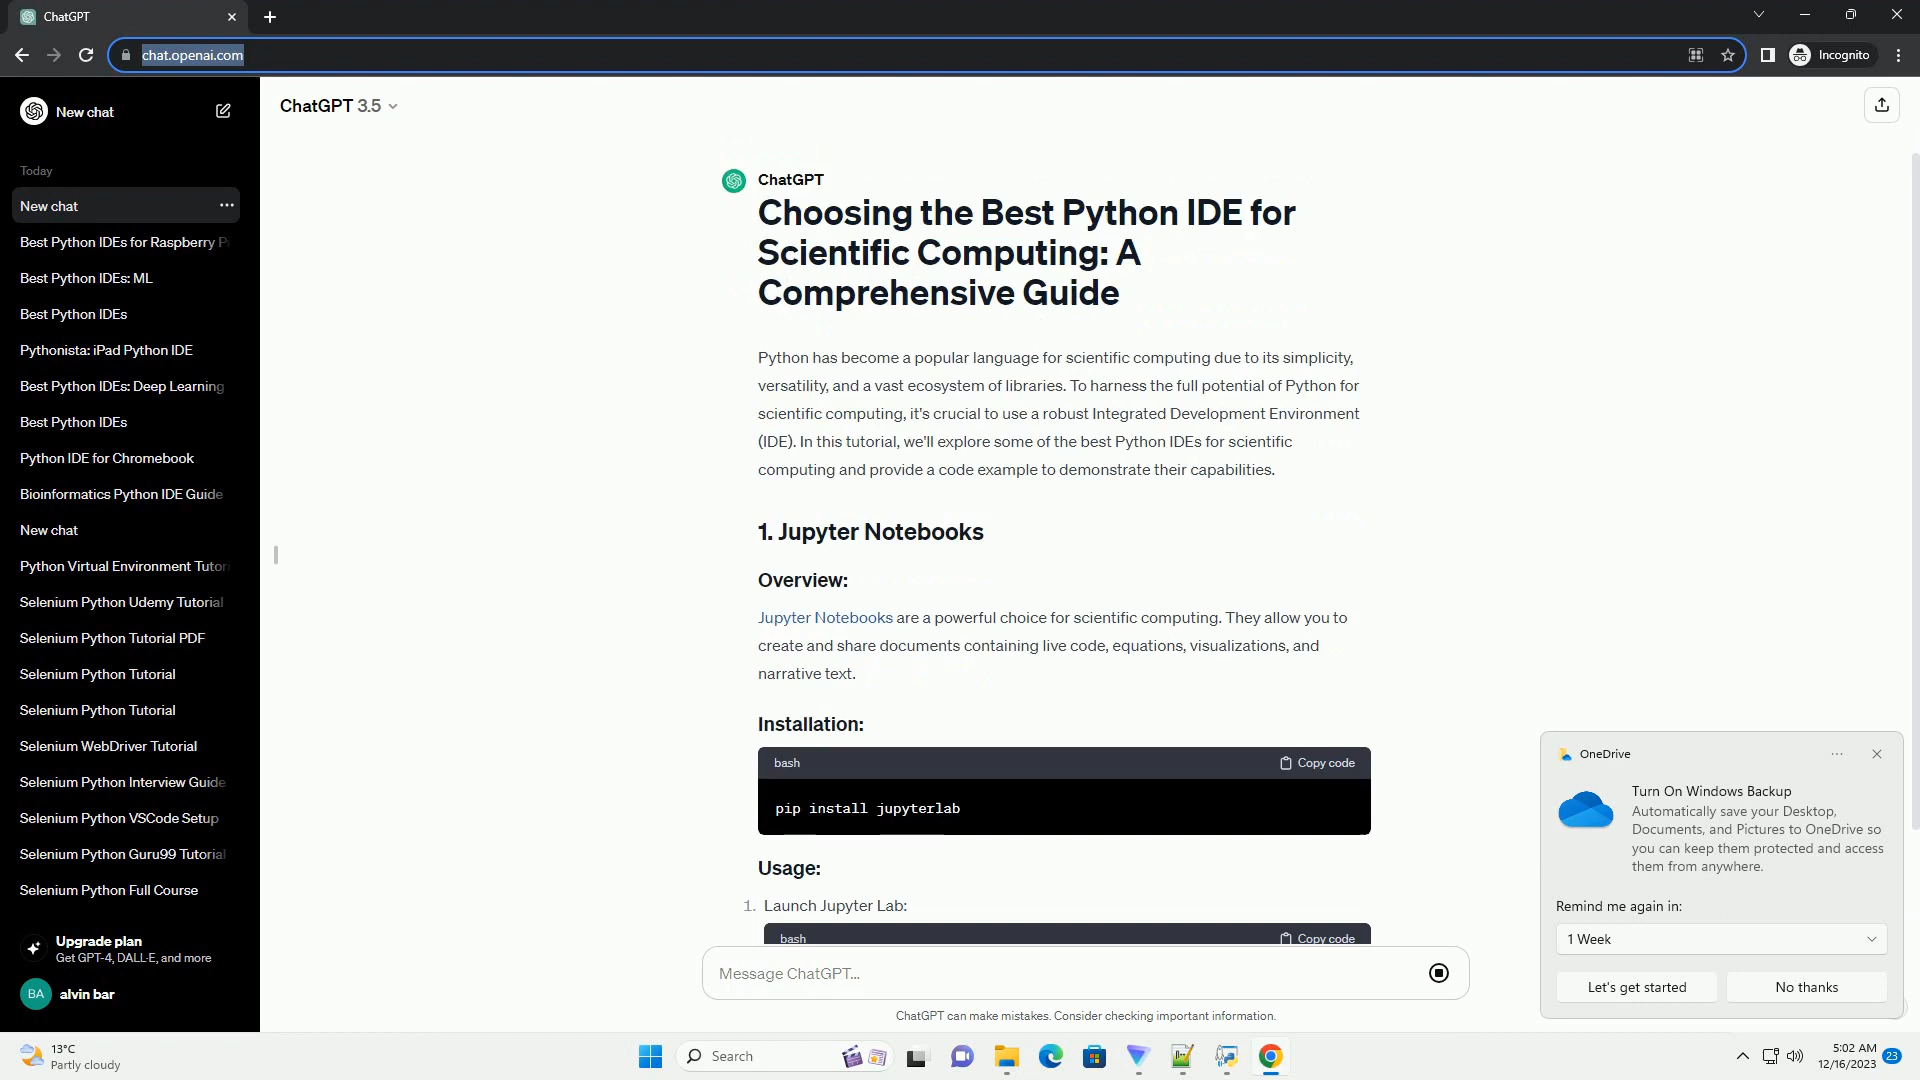 ChatGPT
chat.openai.com
Incognito
New chat
Today
New chat
Best Python IDEs for Raspberry Pi
Best Python IDEs: ML
Best Python IDEs
Pythonista: iPad Python IDE
Best Python IDEs: Deep Learning
Best Python IDEs
Python IDE for Chromebook
Bioinformatics Python IDE Guide
New chat
Python Virtual Environment Tutori
Selenium Python Udemy Tutorial
Selenium Python Tutorial PDF
Selenium Python Tutorial
Selenium Python Tutorial
Selenium WebDriver Tutorial
Selenium Python Interview Guide
Selenium Python VSCode Setup
Selenium Python Guru99 Tutorial
Selenium Python Full Course
Upgrade plan
Get GPT-4, DALL·E, and more
BA alvin bar
ChatGPT 3.5
ChatGPT
Choosing the Best Python IDE for
Scientific Computing: A
Comprehensive Guide
Python has become a popular language for scientific computing due to its simplicity,
versatility, and a vast ecosystem of libraries. To harness the full potential of Python for
scientific computing, it's crucial to use a robust Integrated Development Environment
(IDE). In this tutorial, we'll explore some of the best Python IDEs for scientific
computing and provide a code example to demonstrate their capabilities.
1. Jupyter Notebooks
Overview:
Jupyter Notebooks are a powerful choice for scientific computing. They allow you to
create and share documents containing live code, equations, visualizations, and
narrative text.
Installation:
bash Copy code
pip install jupyterlab
Usage:
1. Launch Jupyter Lab:
bash Copy code
Message ChatGPT...
ChatGPT can make mistakes. Consider checking important information.
OneDrive
Turn On Windows Backup
Automatically save your Desktop,
Documents, and Pictures to OneDrive so
you can keep them protected and access
them from anywhere.
Remind me again in:
1 Week
Let's get started No thanks
13°C
Partly cloudy
Search
5:02 AM
12/16/2023
23